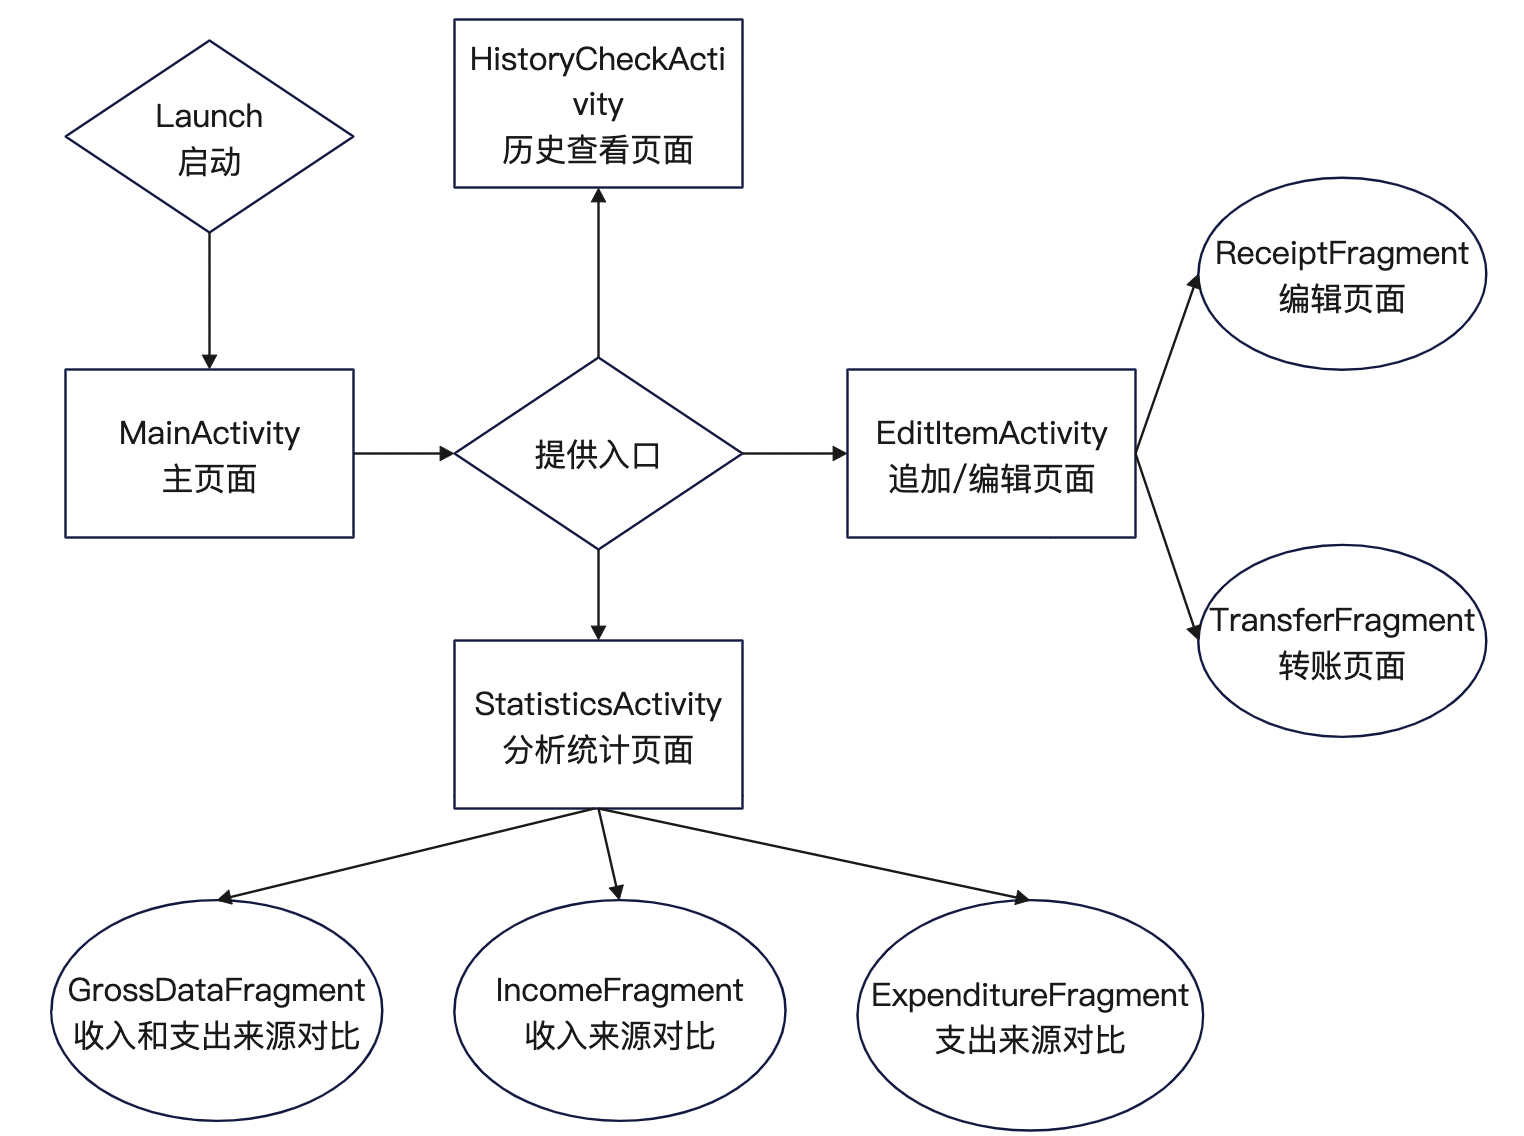 Launch
启动
HistoryCheckActi
vity
历史查看页面
ReceiptFragment
编辑页面
MainActivity
主页面
提供入口
EditItemActivity
追加/编辑页面
TransferFragment
转账页面
StatisticsActivity
分析统计页面
GrossDataFragment
收入和支出来源对比
IncomeFragment
收入来源对比
ExpenditureFragment
支出来源对比